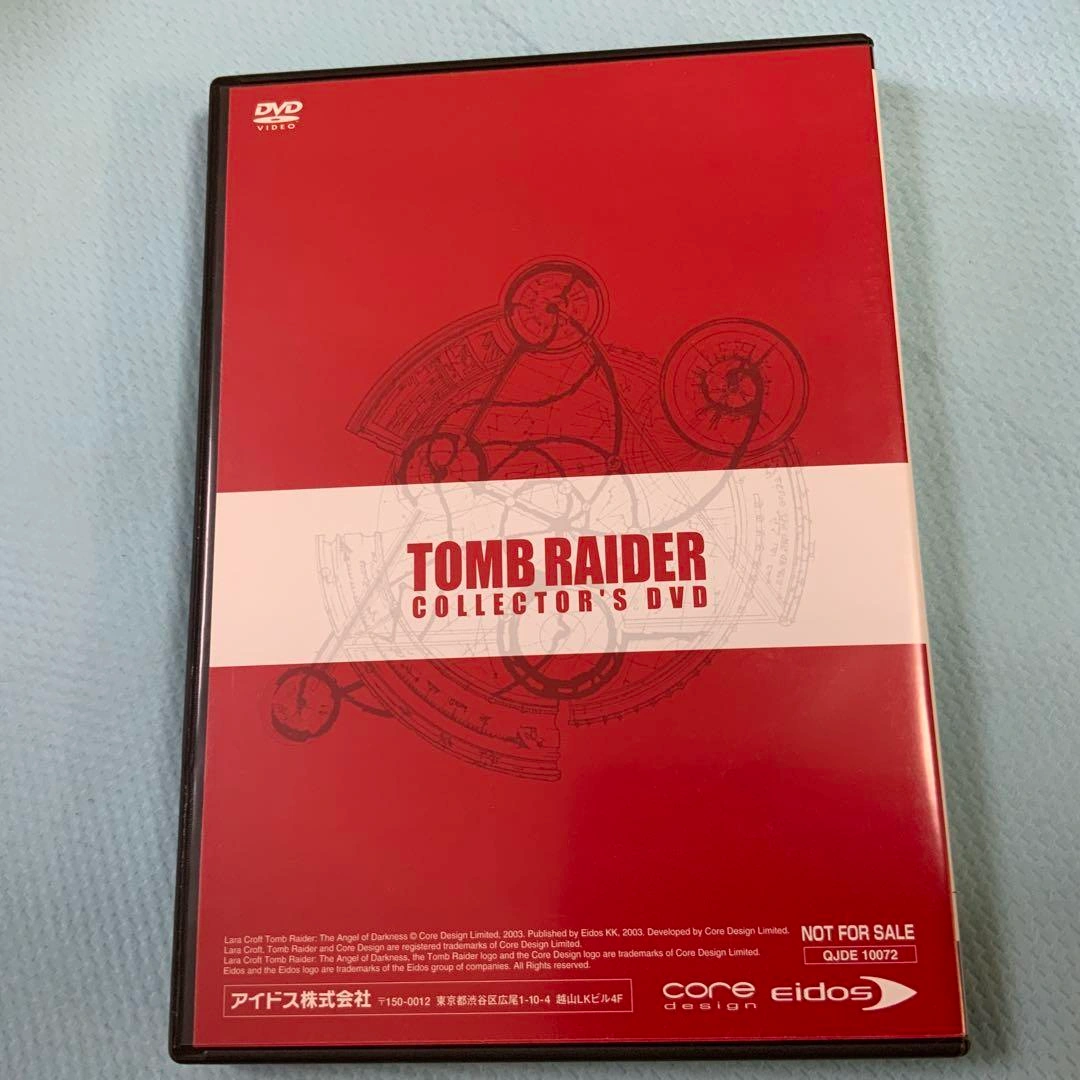 DVD
VIDEO
TOMB RAIDER
COLLECTOR'S DVD
Lara Croft Tomb Raider: The Angel of Darkness © Core Design Limited, 2003. Published by Eidos KK, 2003. Developed by Core Design Limited.
Lara Croft, Tomb Raider and Core Design are registered trademarks of Core Design Limited.
Lara Croft Tomb Raider: The Angel of Darkness, the Tomb Raider logo and the Core Design logo are trademarks of Core Design Limited.
Eidos and the Eidos logo are trademarks of the Eidos group of companies. All Rights reserved.
NOT FOR SALE
QJDE 10072
アイドス株式会社 〒150-0012 東京都渋谷区広尾1-10-4 越山LKビル4F
core
design
eidos